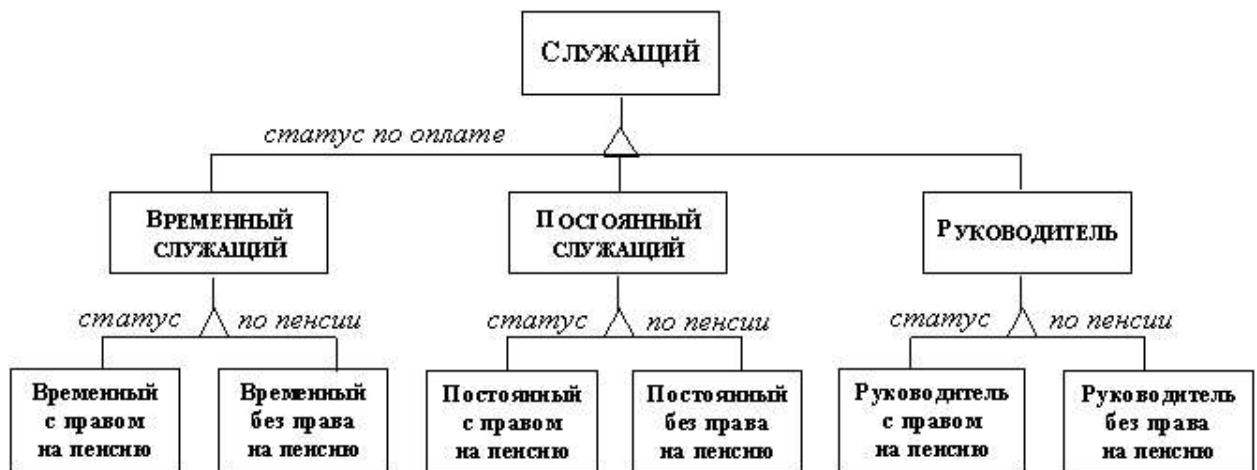 Служащий
статус по оплате
Временный
служащий
Постоянный
служащий
Руководитель
статус по пенсии
статус по пенсии
статус по пенсии
Временный
с правом
на пенсию
Временный
без права
на пенсию
Постоянный
с правом
на пенсию
Постоянный
без права
на пенсию
Руководитель
с правом
на пенсию
Руководитель
без права
на пенсию